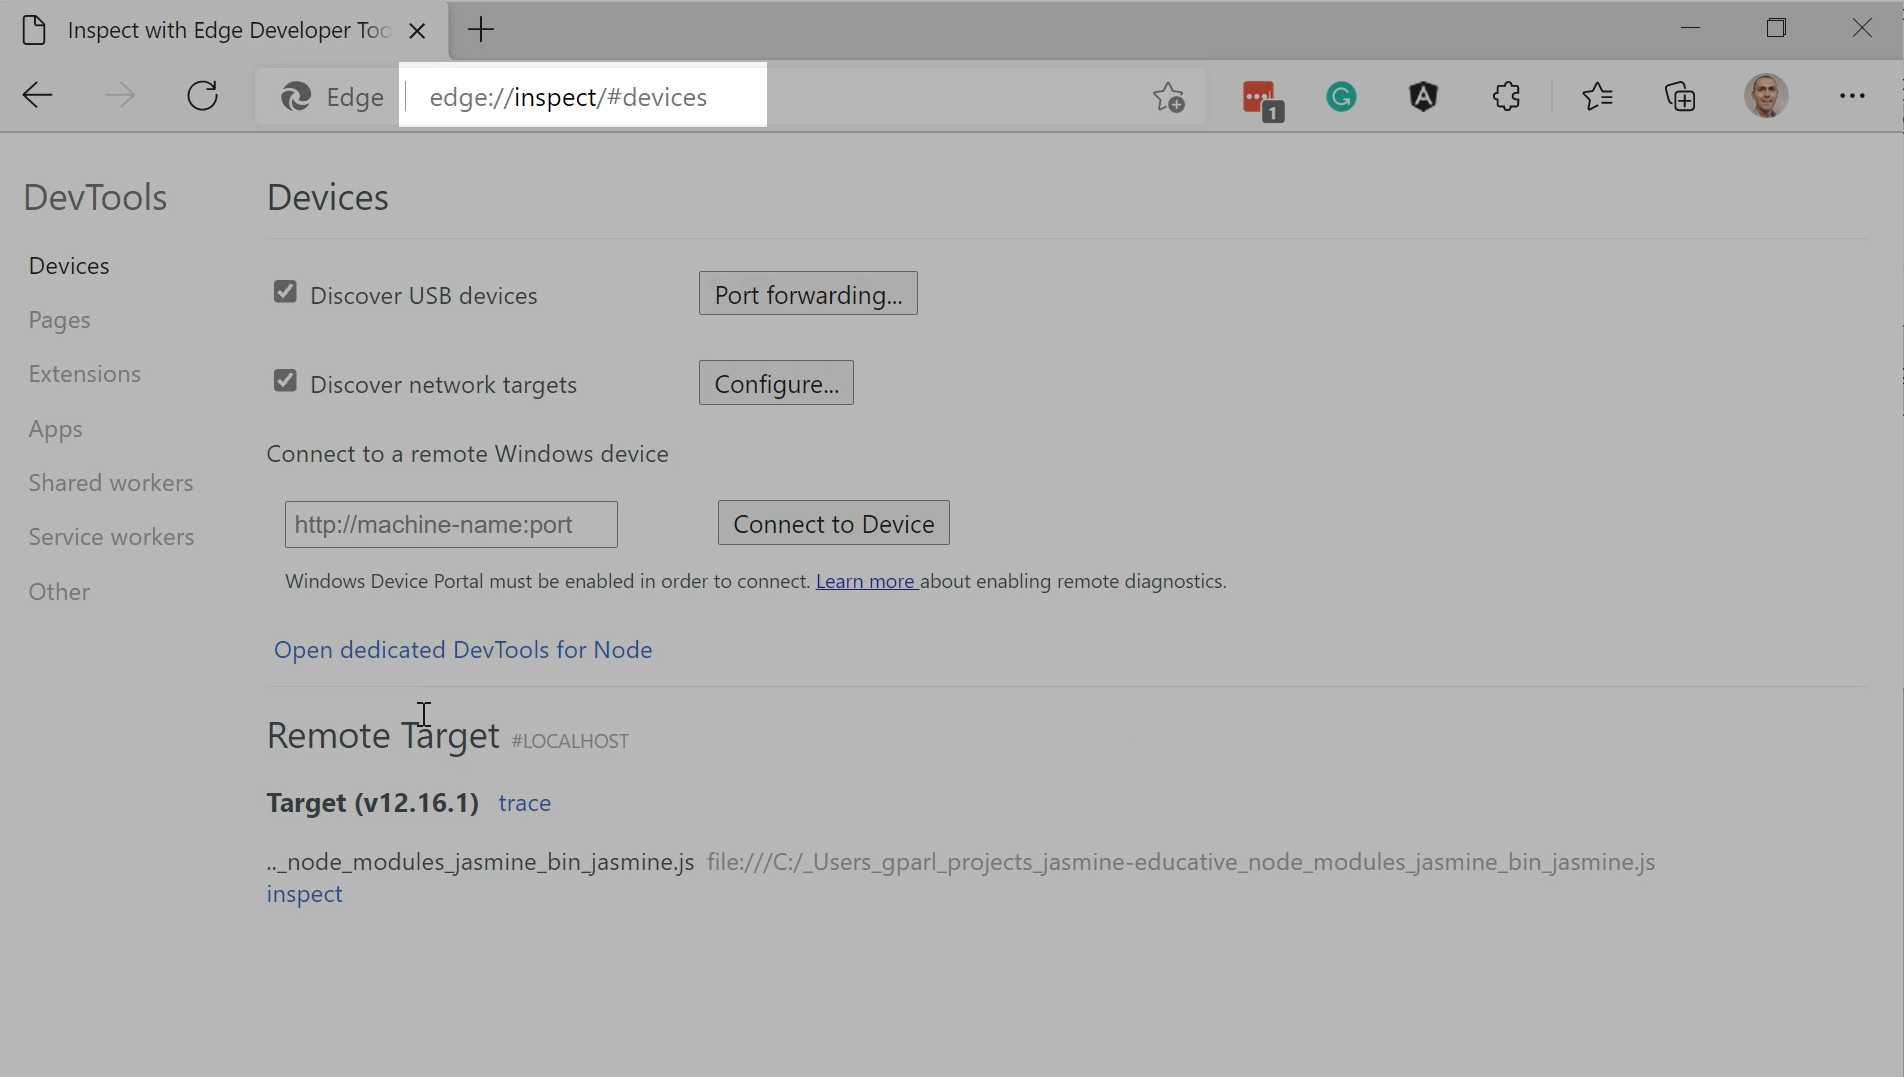 Inspect with Edge Developer Too
Edge edge://inspect/#devices
1
DevTools
Devices
Pages
Extensions
Apps
Shared workers
Service workers
Other
Devices
Discover USB devices Port forwarding...
Discover network targets Configure...
Connect to a remote Windows device
http://machine-name:port Connect to Device
Windows Device Portal must be enabled in order to connect. Learn more about enabling remote diagnostics.
Open dedicated DevTools for Node
Remote Target #LOCALHOST
Target (v12.16.1) trace
.._node_modules_jasmine_bin_jasmine.js file:///C:/_Users_gparl_projects_jasmine-educative_node_modules_jasmine_bin_jasmine.js
inspect